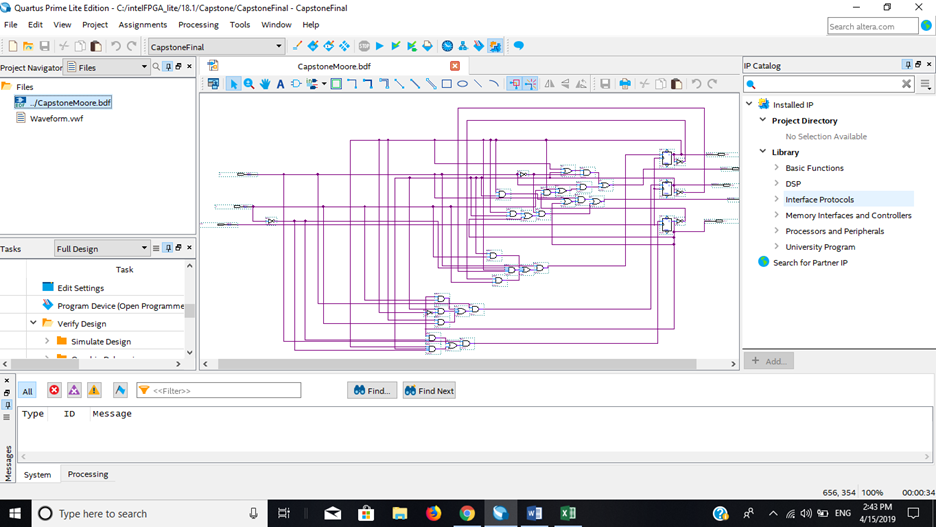 Quartus Prime Lite Edition - C:/intelFPGA_lite/18.1/Capstone/CapstoneFinal - CapstoneFinal
File Edit View Project Assignments Processing Tools Window Help
Search altera.com
CapstoneFinal
Project Navigator Files
CapstoneMoore.bdf
IP Catalog
Files
../CapstoneMoore.bdf
Waveform.vwf
Installed IP
Project Directory
No Selection Available
Library
Basic Functions
DSP
Interface Protocols
Memory Interfaces and Controllers
Processors and Peripherals
University Program
Search for Partner IP
Tasks Full Design
Task
Edit Settings
Program Device (Open Programme
Verify Design
Simulate Design
+ Add...
All
<<Filter>>
Find...
Find Next
Type ID Message
Messages
System Processing
656, 354 100% 00:00:34
Type here to search
ENG
2:43 PM
4/15/2019